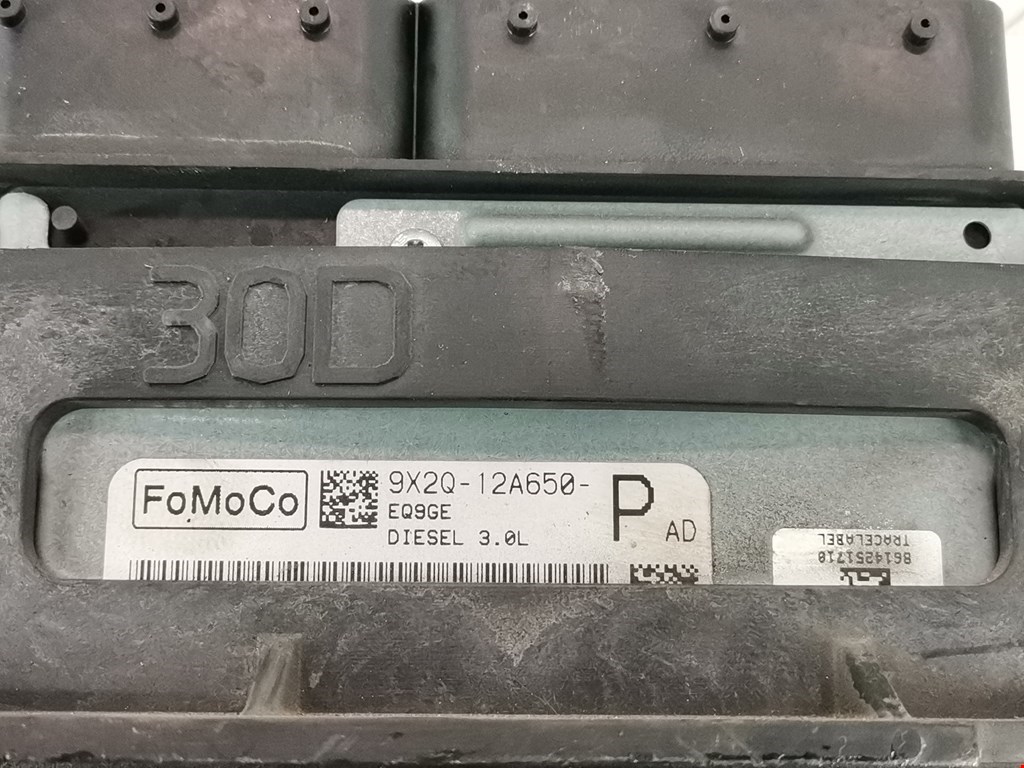 30D
FoMoCo
9X2Q-12A650-
EQ9GE
DIESEL 3.0L
P
AD
8614251710
TRACELABEL